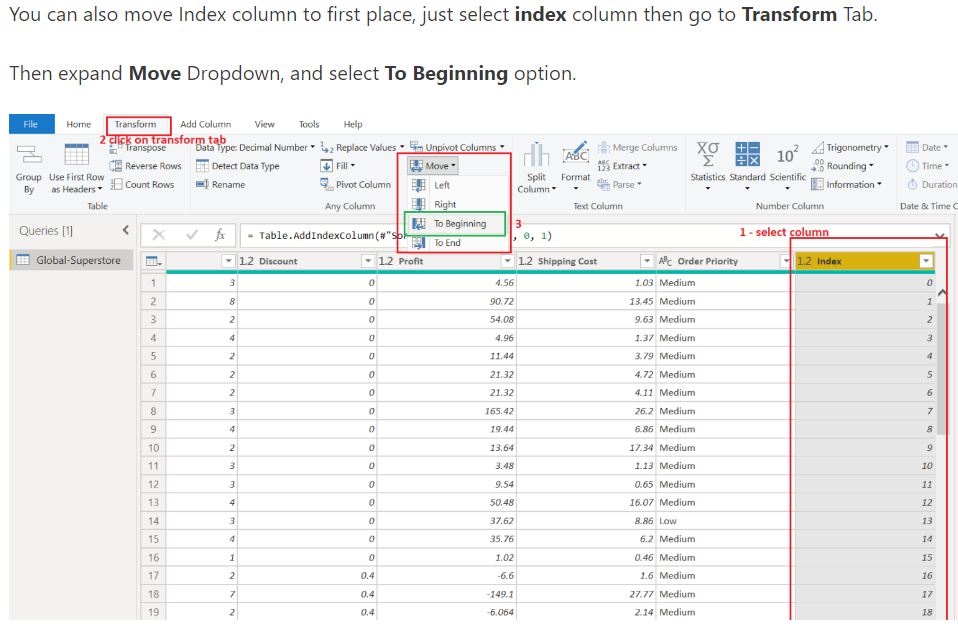 You can also move Index column to first place, just select index column then go to Transform Tab.
Then expand Move Dropdown, and select To Beginning option.
File Home Transform Add Column View Tools Help
2 click on transform tab
Group By
Use First Row as Headers
Transpose
Reverse Rows
Count Rows
Table
Data Type: Decimal Number
Detect Data Type
Rename
Replace Values
Fill
Pivot Column
Unpivot Columns
Move
Left
Right
To Beginning
To End
3
Any Column
Split Column
Format
ABC
Merge Columns
ABC 123 Extract
Parse
Text Column
XO Σ
Statistics
Standard
10² Scientific
Trigonometry
.00 →.0 Rounding
Information
Number Column
Date
Time
Duration
Date & Time C
Queries [1]
Global-Superstore
fx
= Table.AddIndexColumn(#"So , 0, 1)
1 - select column
1.2 Discount 1.2 Profit 1.2 Shipping Cost ABC Order Priority 1.2 Index
1 3 0 4.56 1.03 Medium 0
2 8 0 90.72 13.45 Medium 1
3 2 0 54.08 9.63 Medium 2
4 4 0 4.96 1.37 Medium 3
5 2 0 11.44 3.79 Medium 4
6 2 0 21.32 4.72 Medium 5
7 2 0 21.32 4.11 Medium 6
8 3 0 165.42 26.2 Medium 7
9 4 0 19.44 6.86 Medium 8
10 2 0 13.64 17.34 Medium 9
11 3 0 3.48 1.13 Medium 10
12 3 0 9.54 0.65 Medium 11
13 4 0 50.48 16.07 Medium 12
14 3 0 37.62 8.86 Low 13
15 4 0 35.76 6.2 Medium 14
16 1 0 1.02 0.46 Medium 15
17 2 0.4 -6.6 1.6 Medium 16
18 7 0.4 -149.1 27.77 Medium 17
19 2 0.4 -6.064 2.14 Medium 18